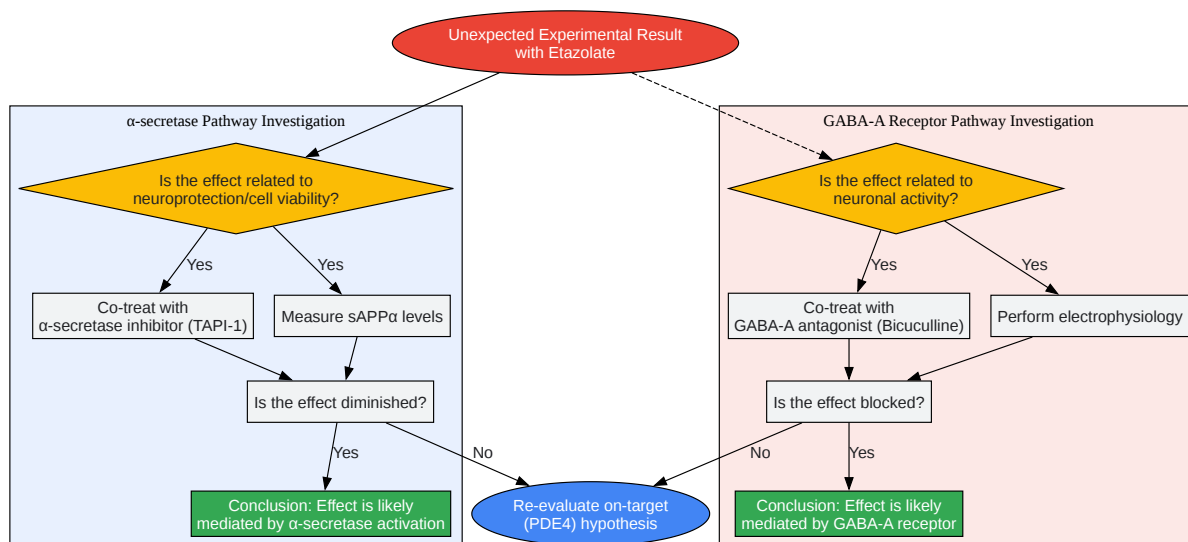 Unexpected Experimental Result
with Etazolate
α-secretase Pathway Investigation
GABA-A Receptor Pathway Investigation
Is the effect related to
neuroprotection/cell viability?
Is the effect related to
neuronal activity?
Yes
Yes
Yes
Yes
Co-treat with
α-secretase inhibitor (TAPI-1)
Measure sAPPα levels
Co-treat with
GABA-A antagonist (Bicuculline)
Perform electrophysiology
Is the effect diminished?
Is the effect blocked?
Yes
No
No
Yes
Conclusion: Effect is likely
mediated by α-secretase activation
Re-evaluate on-target
(PDE4) hypothesis
Conclusion: Effect is likely
mediated by GABA-A receptor